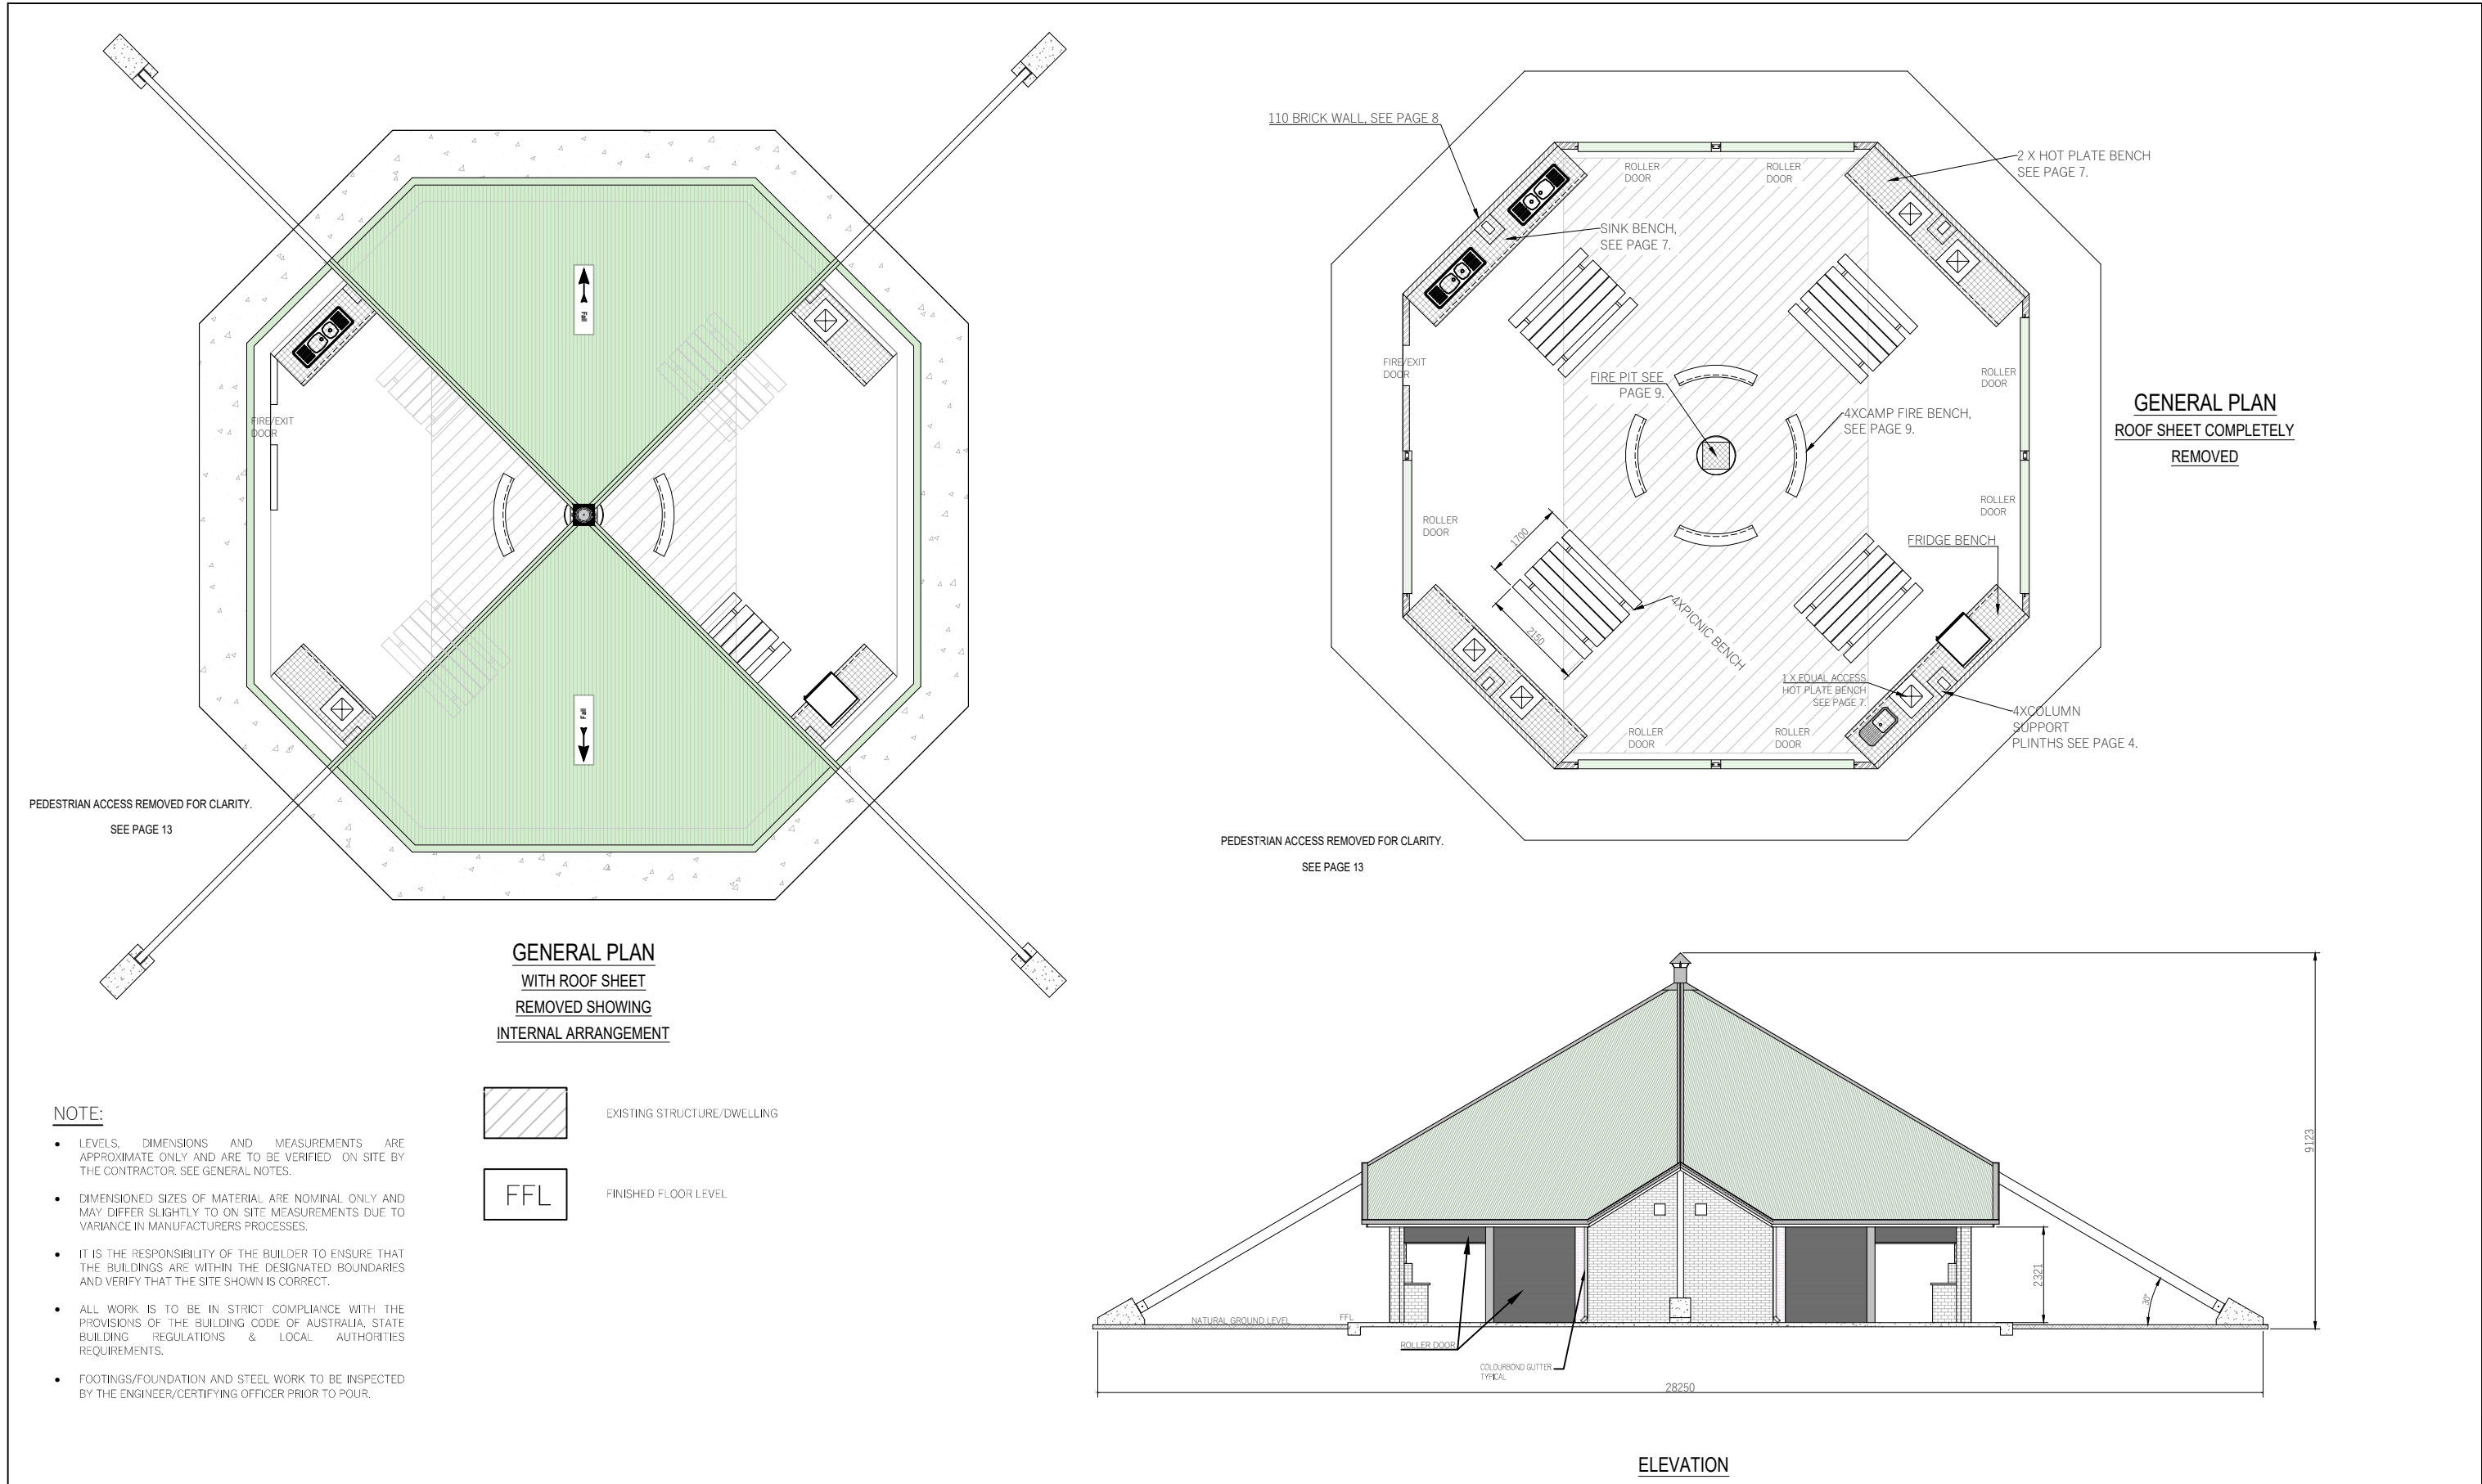 FIRE/EXIT
DOOR
Fall
Fall
PEDESTRIAN ACCESS REMOVED FOR CLARITY.
SEE PAGE 13
GENERAL PLAN
WITH ROOF SHEET
REMOVED SHOWING
INTERNAL ARRANGEMENT
110 BRICK WALL, SEE PAGE 8
ROLLER
DOOR
ROLLER
DOOR
2 X HOT PLATE BENCH
SEE PAGE 7.
SINK BENCH,
SEE PAGE 7.
FIRE/EXIT
DOOR
FIRE PIT SEE
PAGE 9.
ROLLER
DOOR
4XCAMP FIRE BENCH,
SEE PAGE 9.
GENERAL PLAN
ROOF SHEET COMPLETELY
REMOVED
ROLLER
DOOR
ROLLER
DOOR
1700
2150
4XPICNIC BENCH
FRIDGE BENCH
1 X EQUAL ACCESS
HOT PLATE BENCH
SEE PAGE 7.
4XCOLUMN
SUPPORT
PLINTHS SEE PAGE 4.
ROLLER
DOOR
ROLLER
DOOR
PEDESTRIAN ACCESS REMOVED FOR CLARITY.
SEE PAGE 13
NOTE:
• LEVELS, DIMENSIONS AND MEASUREMENTS ARE
APPROXIMATE ONLY AND ARE TO BE VERIFIED ON SITE BY
THE CONTRACTOR. SEE GENERAL NOTES.
• DIMENSIONED SIZES OF MATERIAL ARE NOMINAL ONLY AND
MAY DIFFER SLIGHTLY TO ON SITE MEASUREMENTS DUE TO
VARIANCE IN MANUFACTURERS PROCESSES.
• IT IS THE RESPONSIBILITY OF THE BUILDER TO ENSURE THAT
THE BUILDINGS ARE WITHIN THE DESIGNATED BOUNDARIES
AND VERIFY THAT THE SITE SHOWN IS CORRECT.
• ALL WORK IS TO BE IN STRICT COMPLIANCE WITH THE
PROVISIONS OF THE BUILDING CODE OF AUSTRALIA, STATE
BUILDING REGULATIONS & LOCAL AUTHORITIES
REQUIREMENTS.
• FOOTINGS/FOUNDATION AND STEEL WORK TO BE INSPECTED
BY THE ENGINEER/CERTIFYING OFFICER PRIOR TO POUR.
EXISTING STRUCTURE/DWELLING
FFL
FINISHED FLOOR LEVEL
9123
2321
30°
NATURAL GROUND LEVEL
FFL
ROLLER DOOR
COLOURBOND GUTTER
TYPICAL
28250
ELEVATION